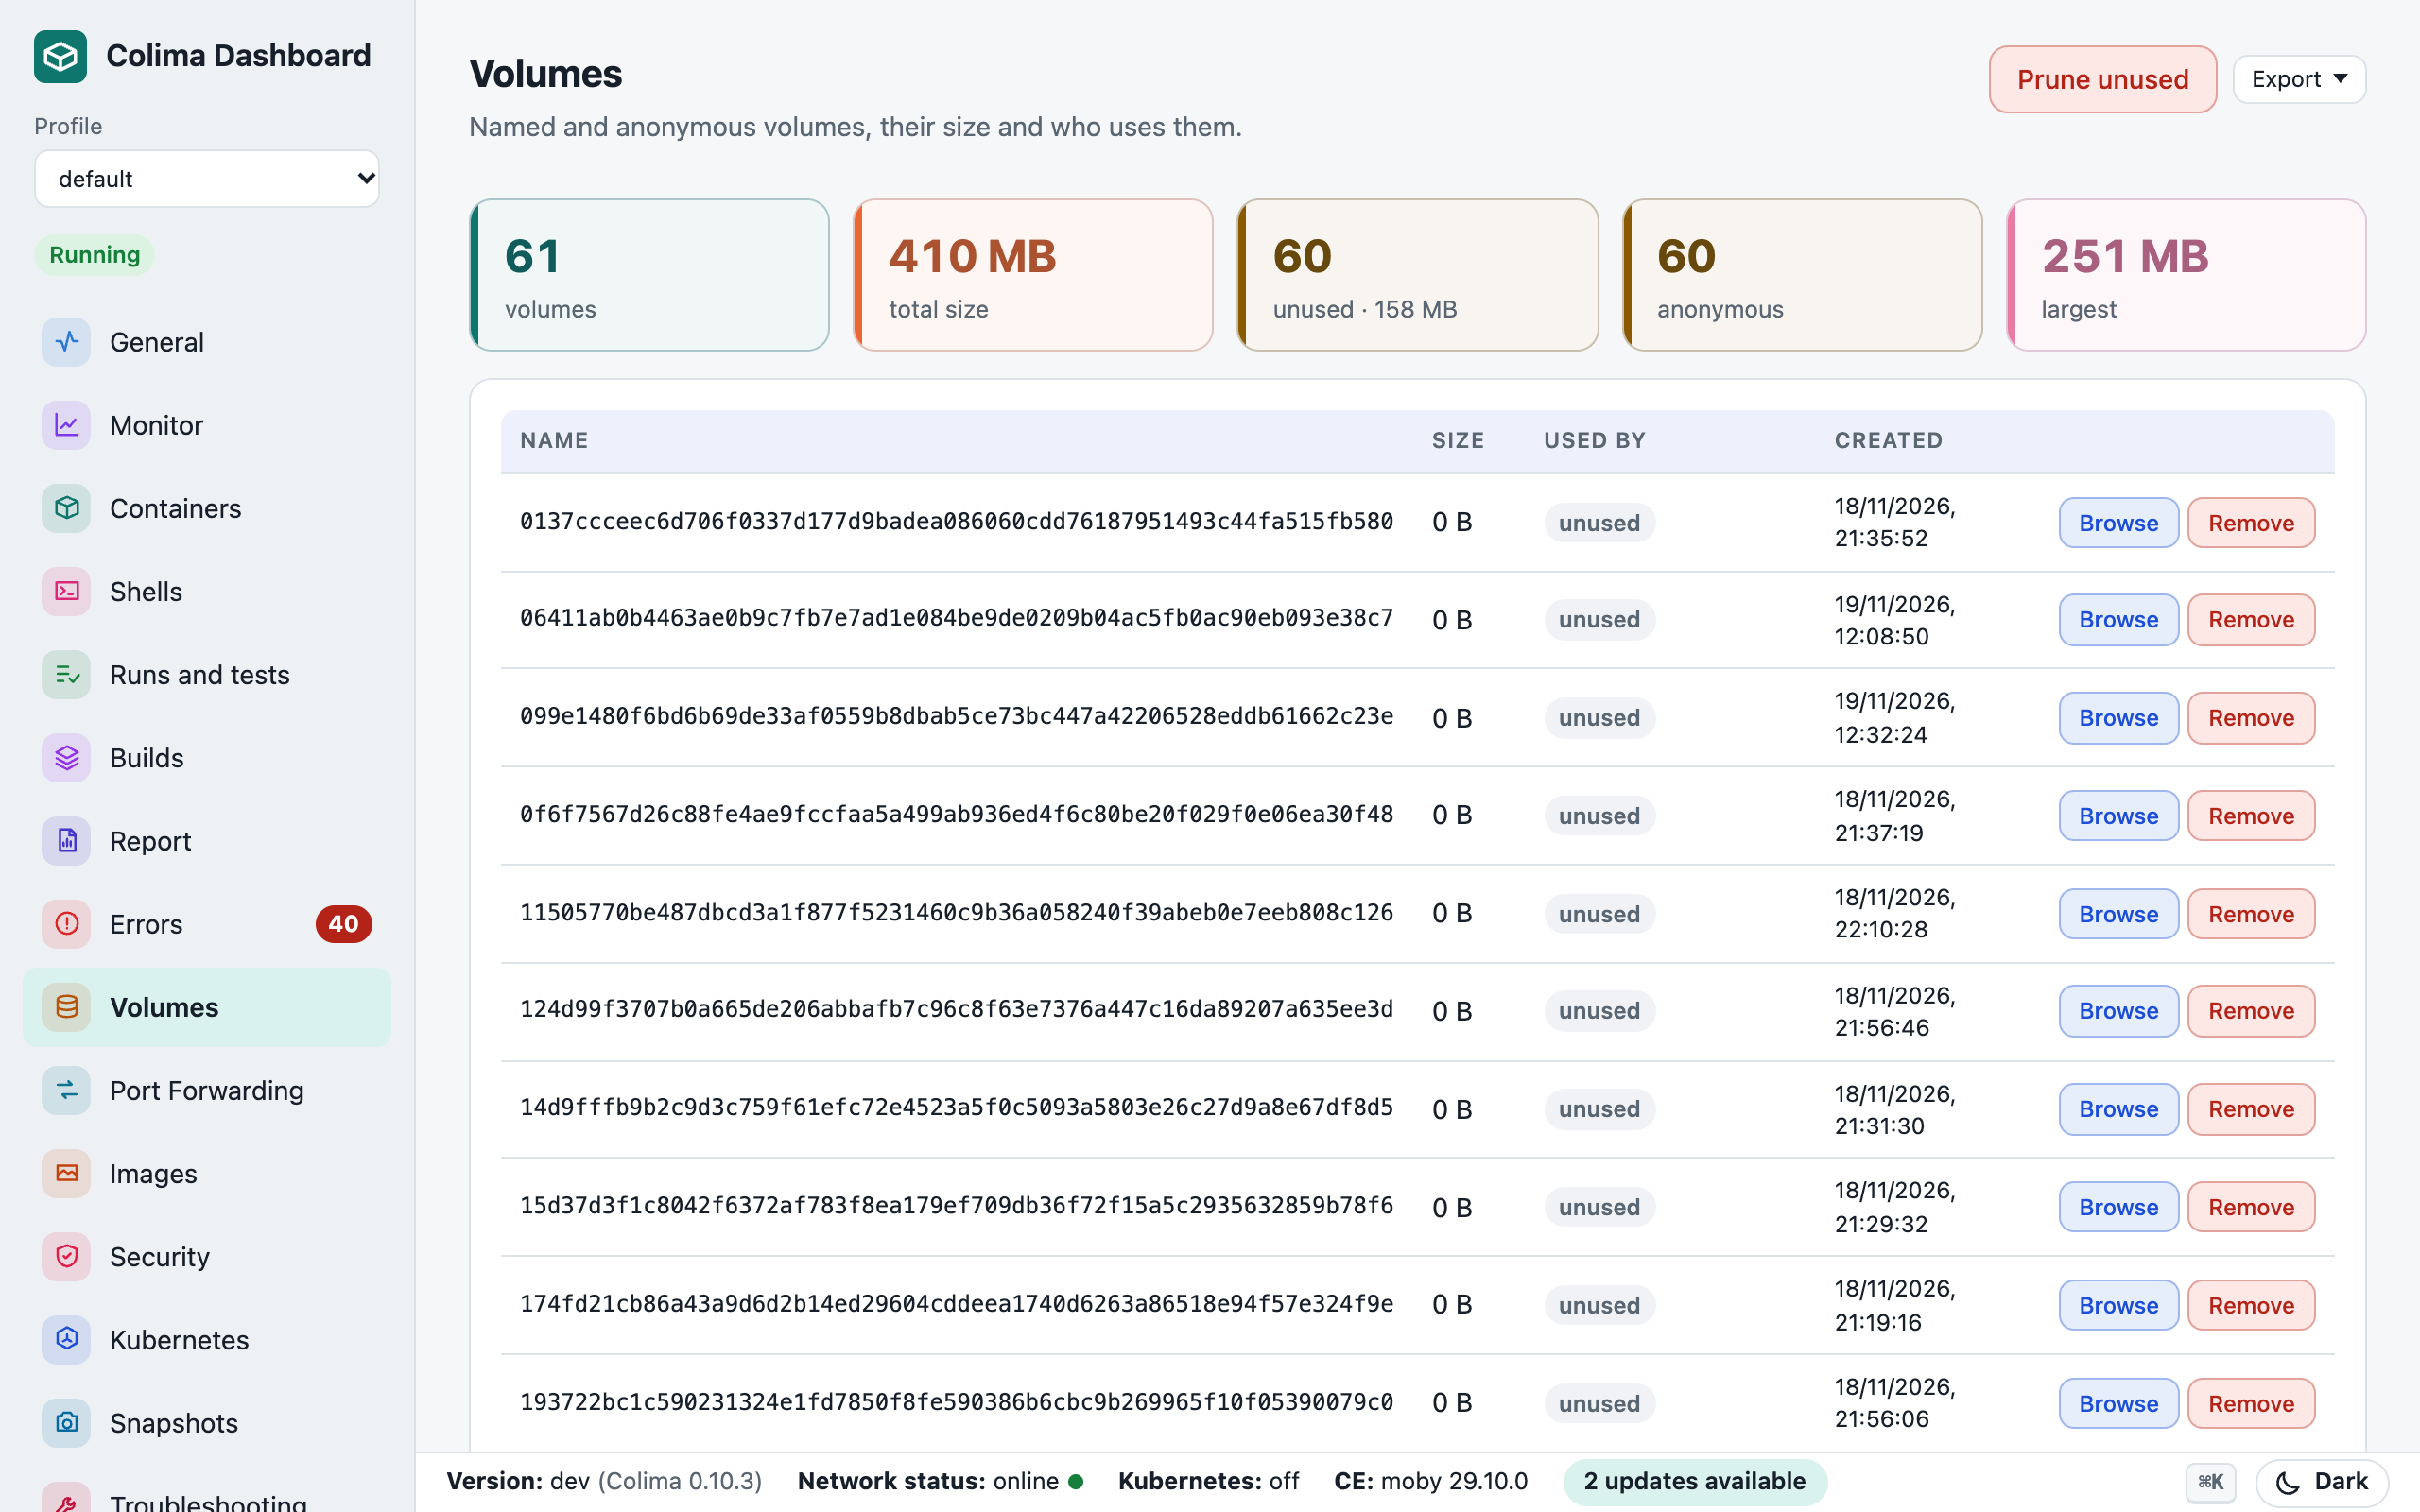 Colima Dashboard
Profile
default
Running
General
Monitor
Containers
Shells
Runs and tests
Builds
Report
Errors 40
Volumes
Port Forwarding
Images
Security
Kubernetes
Snapshots
Troubleshooting
Volumes
Named and anonymous volumes, their size and who uses them.
Prune unused
Export
61
volumes
410 MB
total size
60
unused · 158 MB
60
anonymous
251 MB
largest
NAME SIZE USED BY CREATED
0137ccceec6d706f0337d177d9badea086060cdd76187951493c44fa515fb580 0 B unused 18/11/2026, 21:35:52 Browse Remove
06411ab0b4463ae0b9c7fb7e7ad1e084be9de0209b04ac5fb0ac90eb093e38c7 0 B unused 19/11/2026, 12:08:50 Browse Remove
099e1480f6bd6b69de33af0559b8dbab5ce73bc447a42206528eddb61662c23e 0 B unused 19/11/2026, 12:32:24 Browse Remove
0f6f7567d26c88fe4ae9fccfaa5a499ab936ed4f6c80be20f029f0e06ea30f48 0 B unused 18/11/2026, 21:37:19 Browse Remove
11505770be487dbcd3a1f877f5231460c9b36a058240f39abeb0e7eeb808c126 0 B unused 18/11/2026, 22:10:28 Browse Remove
124d99f3707b0a665de206abbafb7c96c8f63e7376a447c16da89207a635ee3d 0 B unused 18/11/2026, 21:56:46 Browse Remove
14d9fffb9b2c9d3c759f61efc72e4523a5f0c5093a5803e26c27d9a8e67df8d5 0 B unused 18/11/2026, 21:31:30 Browse Remove
15d37d3f1c8042f6372af783f8ea179ef709db36f72f15a5c2935632859b78f6 0 B unused 18/11/2026, 21:29:32 Browse Remove
174fd21cb86a43a9d6d2b14ed29604cddeea1740d6263a86518e94f57e324f9e 0 B unused 18/11/2026, 21:19:16 Browse Remove
193722bc1c590231324e1fd7850f8fe590386b6cbc9b269965f10f05390079c0 0 B unused 18/11/2026, 21:56:06 Browse Remove
Version: dev (Colima 0.10.3) Network status: online Kubernetes: off CE: moby 29.10.0 2 updates available ⌘K Dark